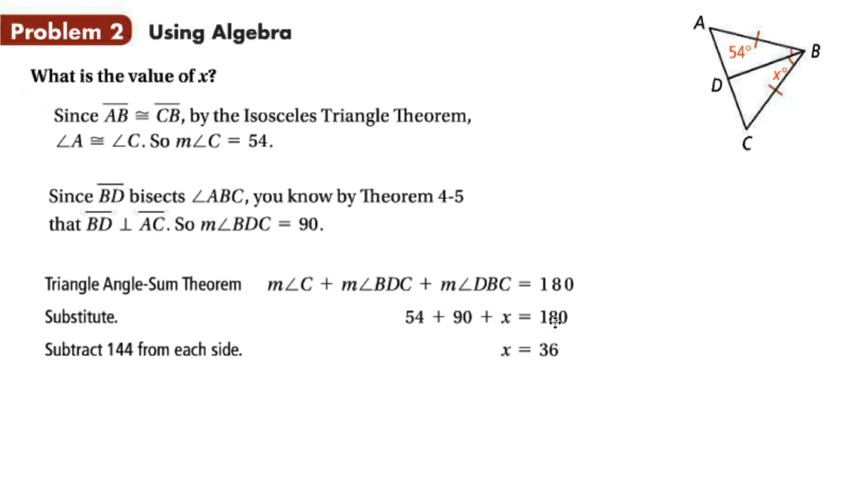 Problem 2 Using Algebra
What is the value of x?
Since AB ≅ CB, by the Isosceles Triangle Theorem,
∠A ≅ ∠C. So m∠C = 54.
Since BD bisects ∠ABC, you know by Theorem 4-5
that BD ⊥ AC. So m∠BDC = 90.
Triangle Angle-Sum Theorem m∠C + m∠BDC + m∠DBC = 180
Substitute. 54 + 90 + x = 180
Subtract 144 from each side. x = 36
A
54°
B
x°
D
C